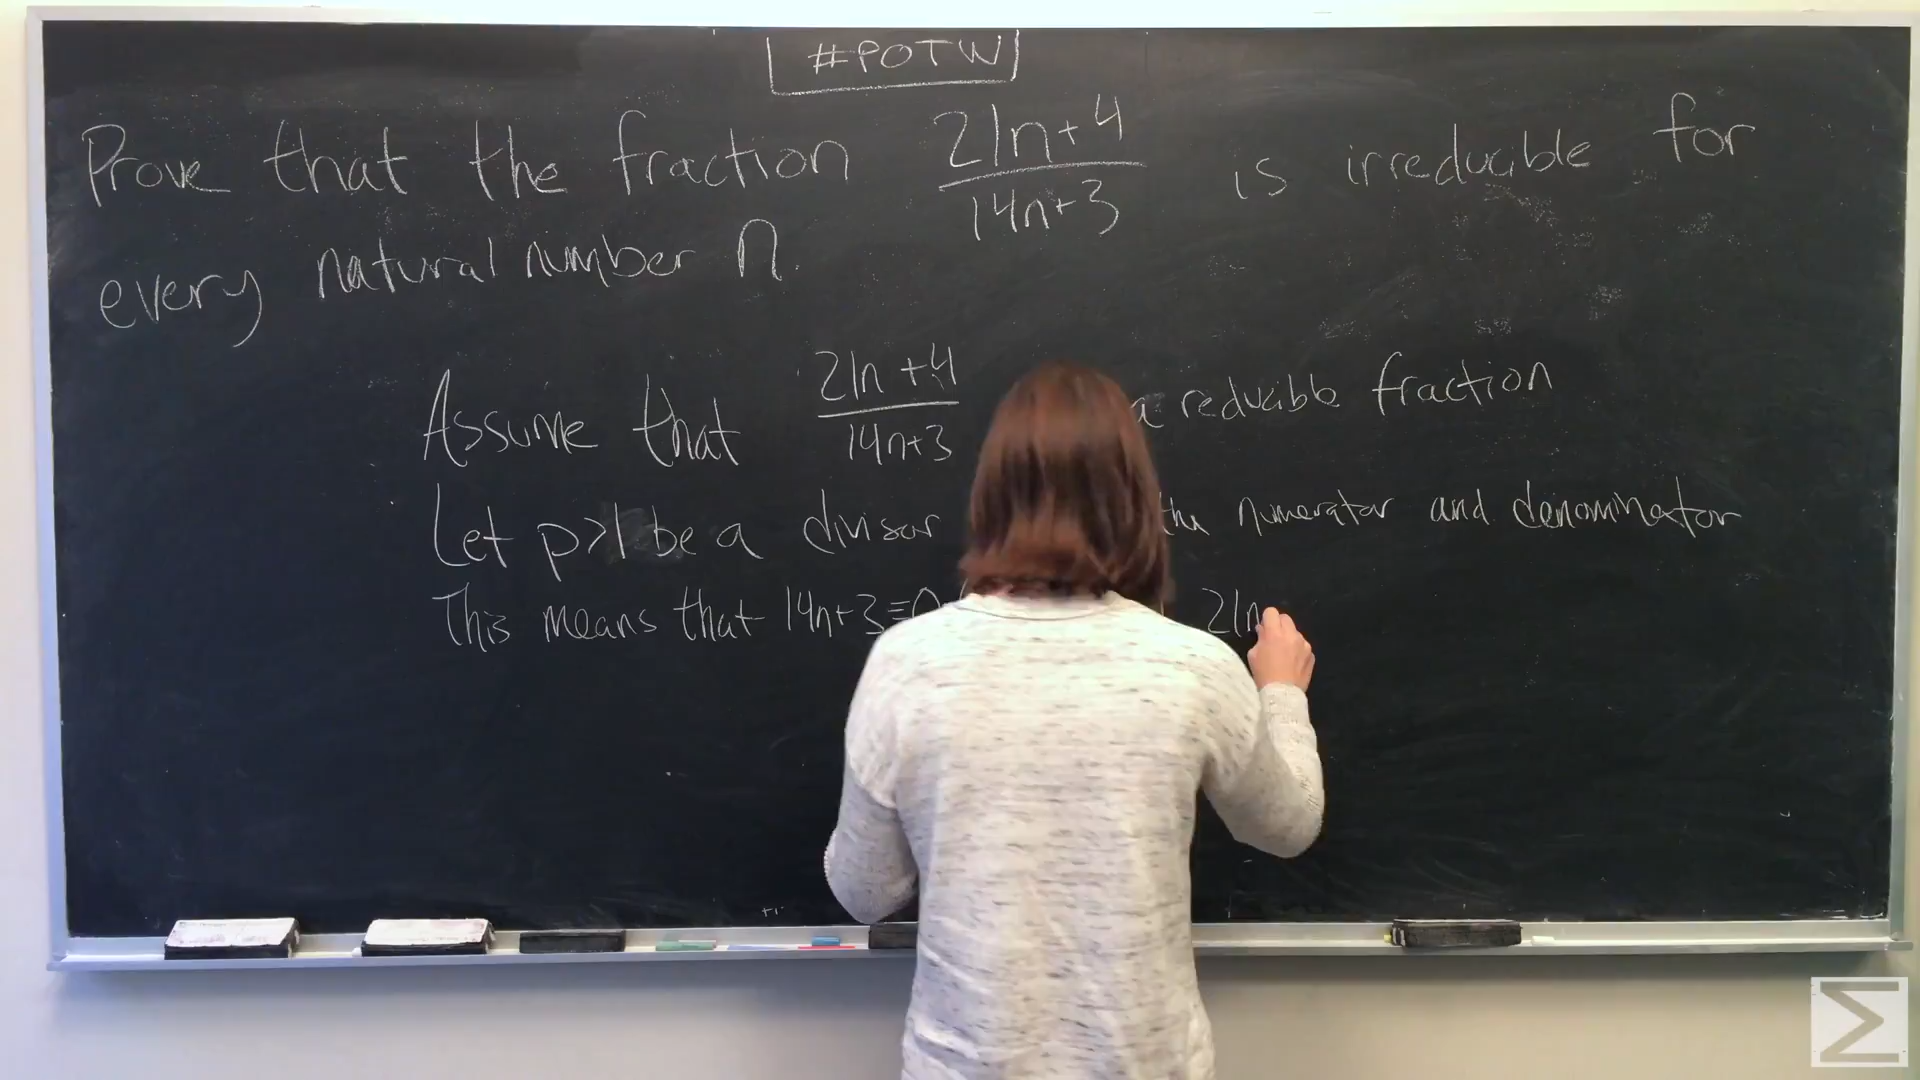 #POTW
Prove that the fraction 21n+4/14n+3 is irreducible for
every natural number n.
Assume that 21n+4/14n+3 a reducible fraction
Let p>1 be a divisor the numerator and denominator
This means that 14n+3≡0 21n
Σ